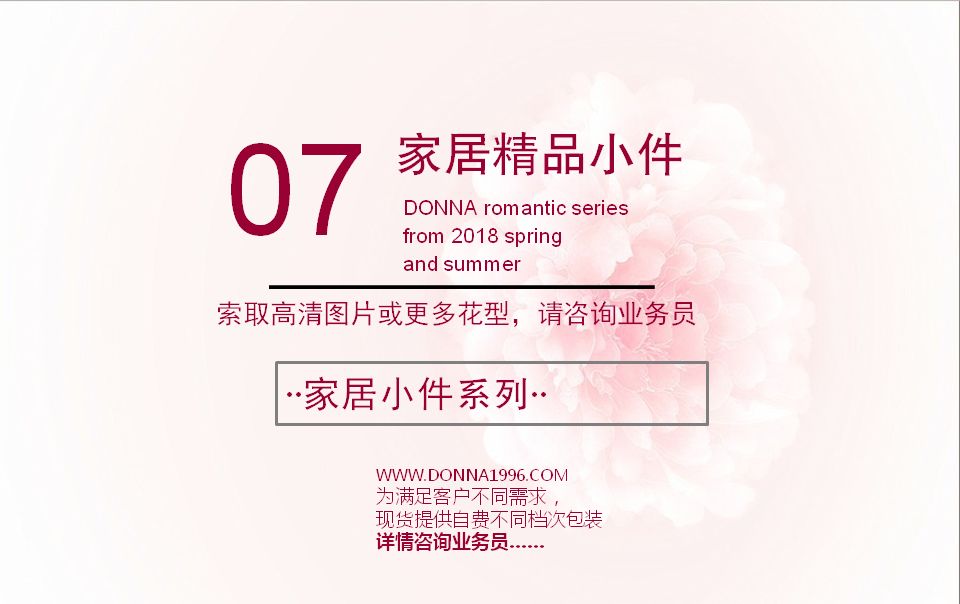 07
家居精品小件
DONNA romantic series
from 2018 spring
and summer
索取高清图片或更多花型，请咨询业务员
··家居小件系列··
WWW.DONNA1996.COM
为满足客户不同需求，
现货提供自费不同档次包装
详情咨询业务员......